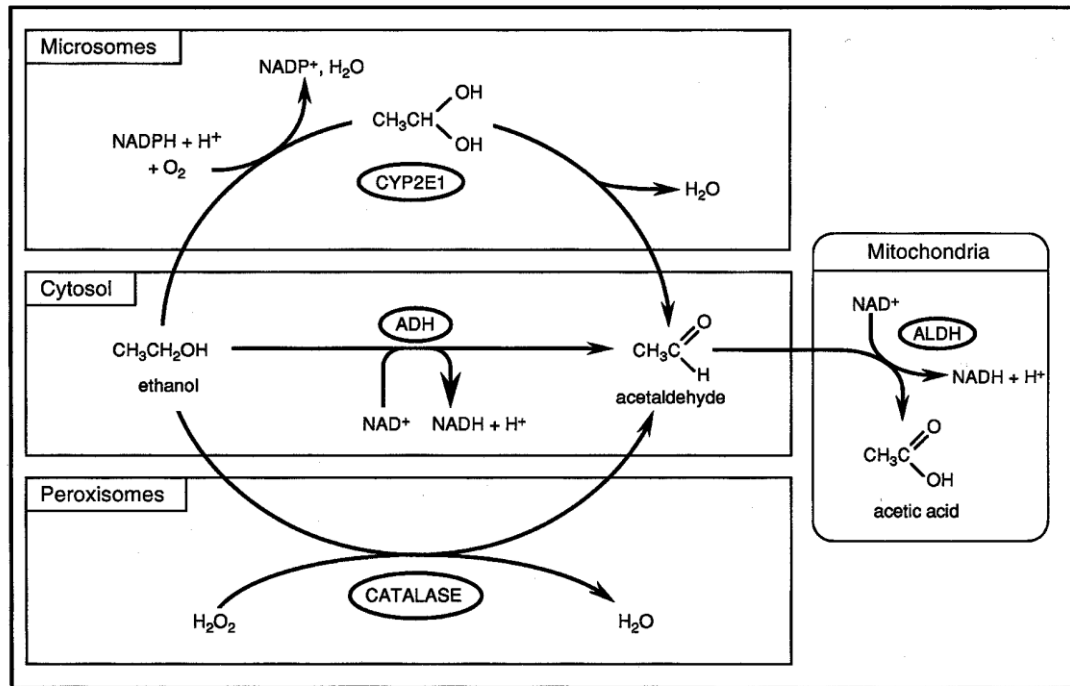 Microsomes
NADP+, H2O
OH
CH3CH
OH
NADPH + H+
+ O2
CYP2E1
H2O
Mitochondria
Cytosol
NAD+
ADH
ALDH
O
CH3CH2OH
CH3C
H
NADH + H+
ethanol
acetaldehyde
NAD+
NADH + H+
O
CH3C
OH
Peroxisomes
acetic acid
CATALASE
H2O2
H2O